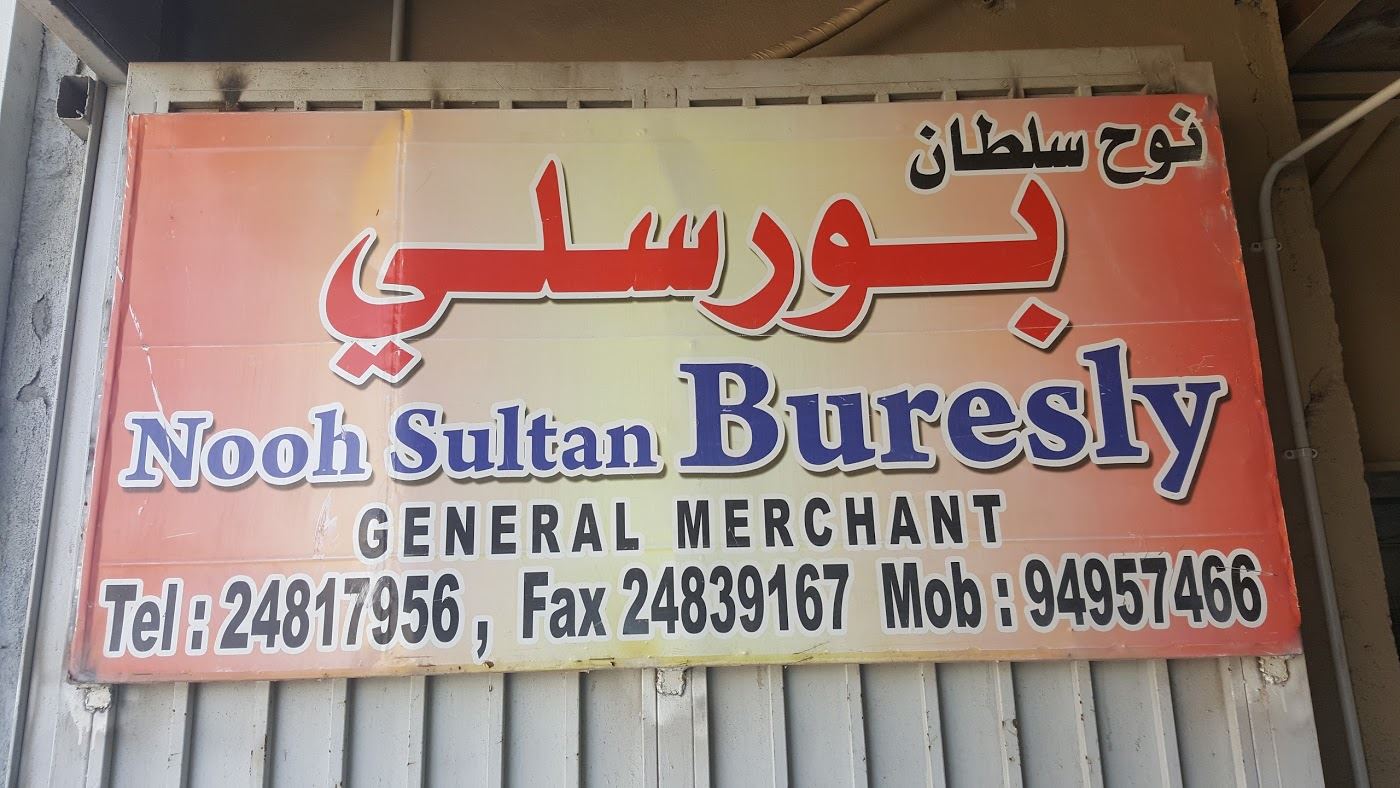 نوح سلطان
بورسلي
Nooh Sultan Buresly
GENERAL MERCHANT
Tel : 24817956 , Fax 24839167 Mob : 94957466